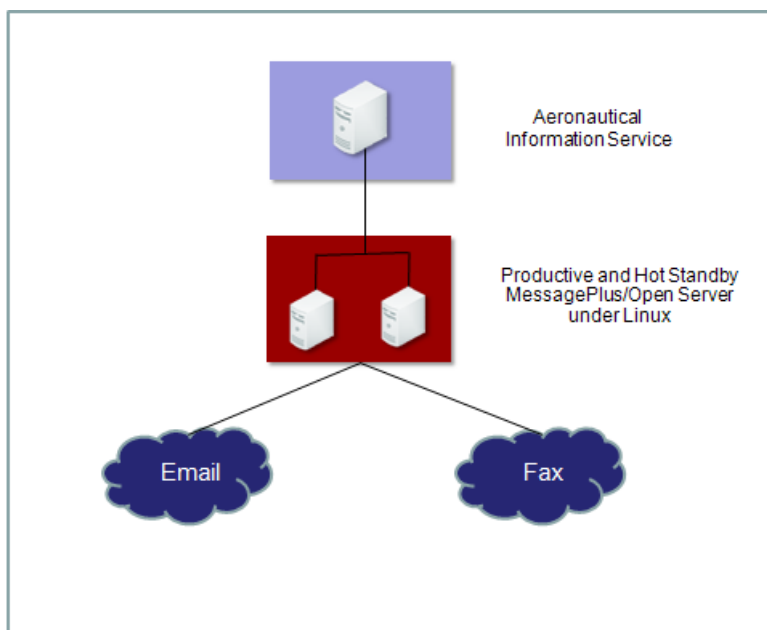 Aeronautical
Information Service
Productive and Hot Standby
MessagePlus/Open Server
under Linux
Email
Fax